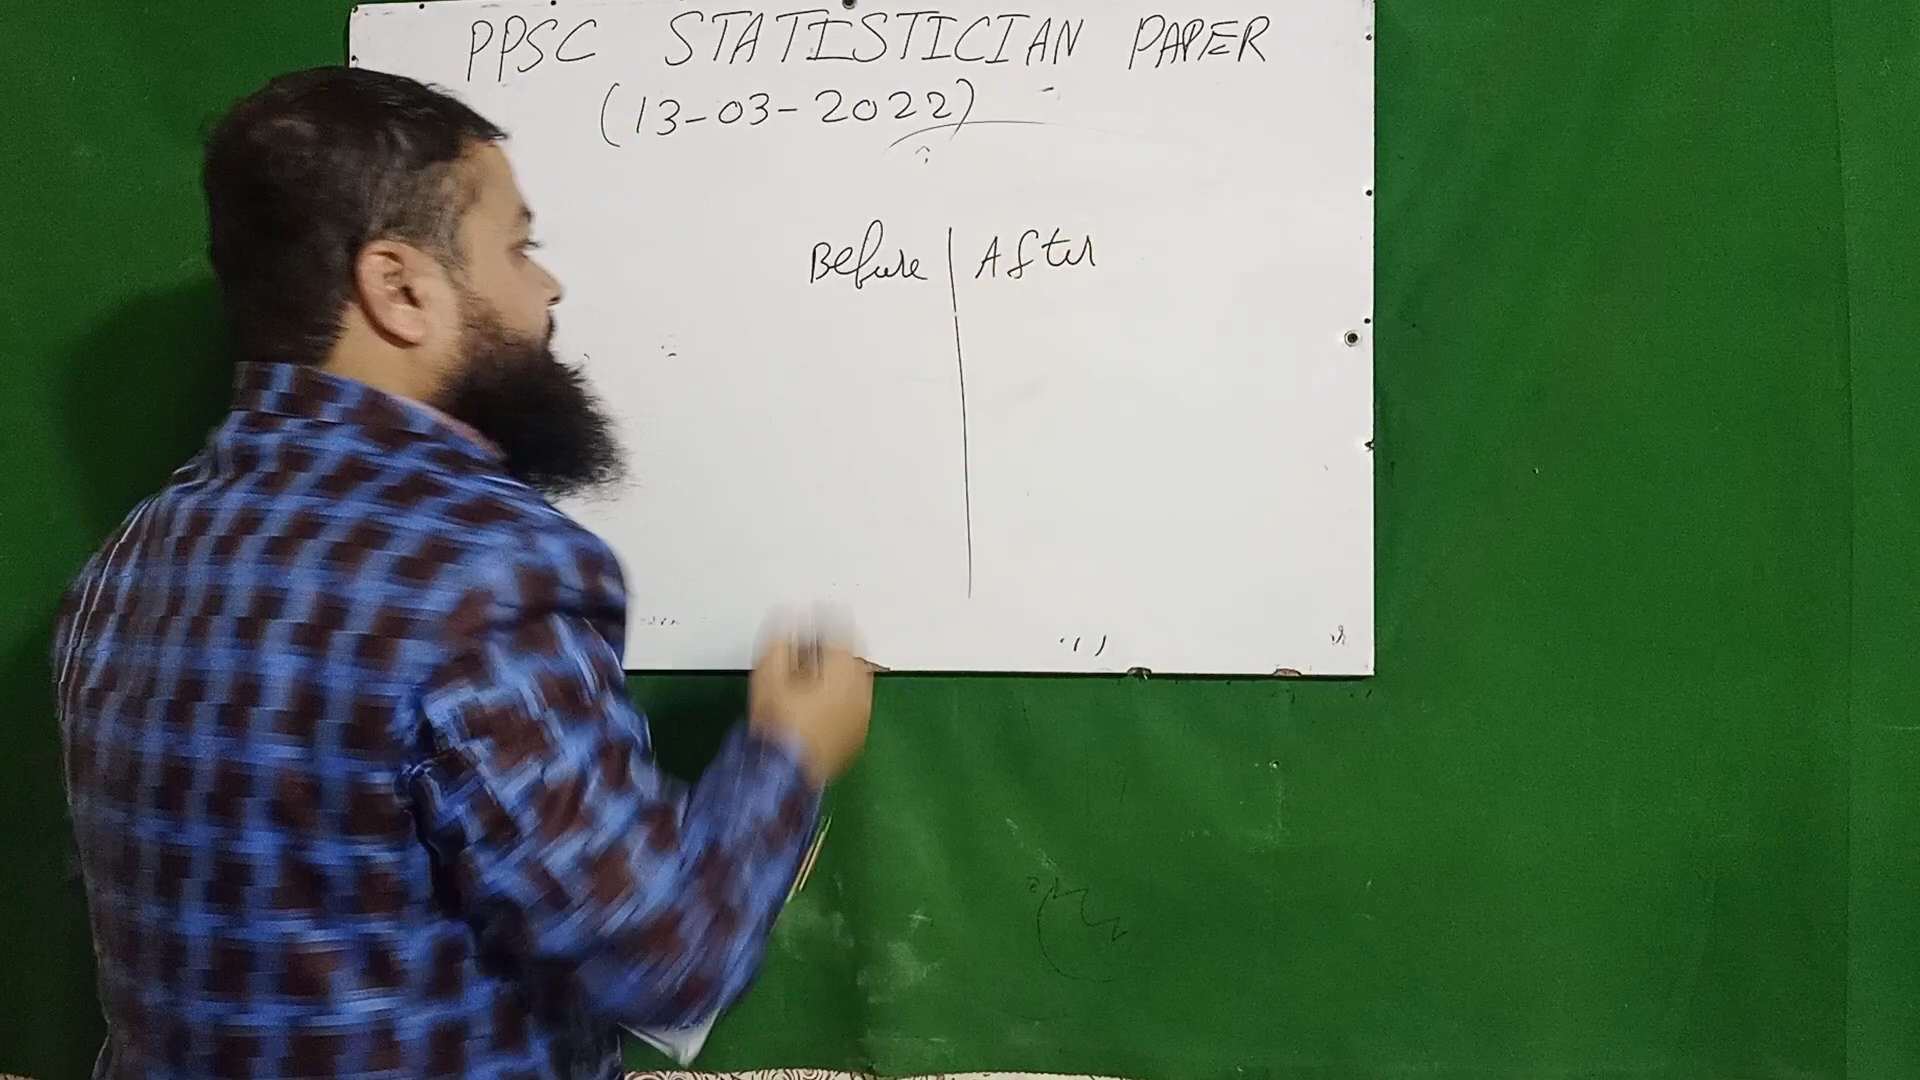 PPSC STATISTICIAN PAPER
(13-03-2022)
Before | After